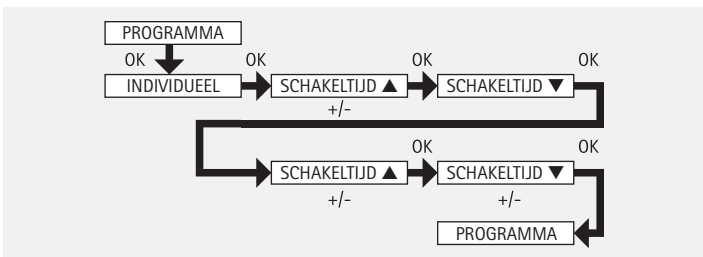 PROGRAMMA
OK OK OK OK
INDIVIDUEEL SCHAKELTIJD ▲ SCHAKELTIJD ▼
+/-
OK OK
SCHAKELTIJD ▲ SCHAKELTIJD ▼
+/- +/-
PROGRAMMA